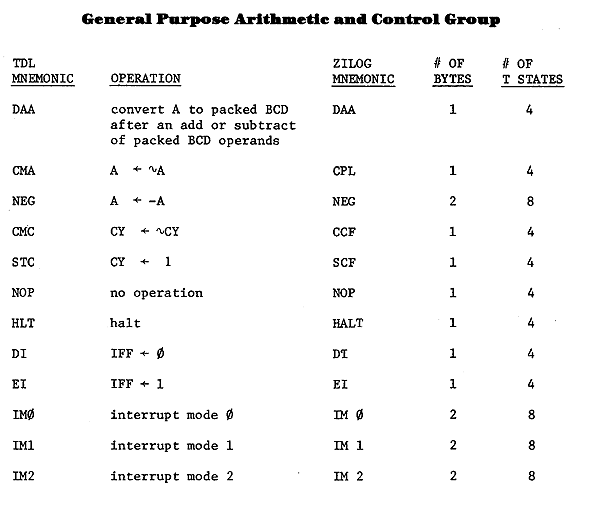 General Purpose Arithmetic and Control Group
TDL ZILOG # OF # OF
MNEMONIC OPERATION MNEMONIC BYTES T STATES
DAA convert A to packed BCD DAA 1 4
after an add or subtract
of packed BCD operands
CMA A ← ~A CPL 1 4
NEG A ← -A NEG 2 8
CMC CY ← ~CY CCF 1 4
STC CY ← 1 SCF 1 4
NOP no operation NOP 1 4
HLT halt HALT 1 4
DI IFF ← Ø DI 1 4
EI IFF ← 1 EI 1 4
IMØ interrupt mode Ø IM Ø 2 8
IM1 interrupt mode 1 IM 1 2 8
IM2 interrupt mode 2 IM 2 2 8